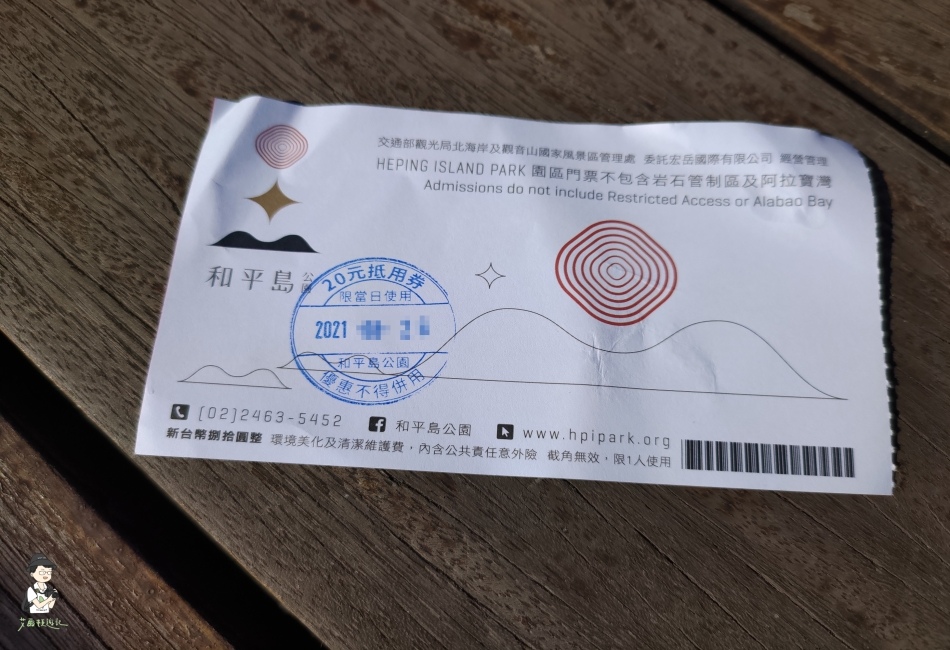 交通部觀光局北海岸及觀音山國家風景區管理處 委託宏岳國際有限公司 經營管理
HEPING ISLAND PARK 園區門票不包含岩石管制區及阿拉寶灣
Admissions do not include Restricted Access or Alabao Bay
和平島公園
20元抵用券
限當日使用
2021
和平島公園
優惠不得併用
[02]2463-5452 和平島公園 www.hpipark.org
新台幣捌拾圓整 環境美化及清潔維護費，內含公共責任意外險 截角無效，限1人使用